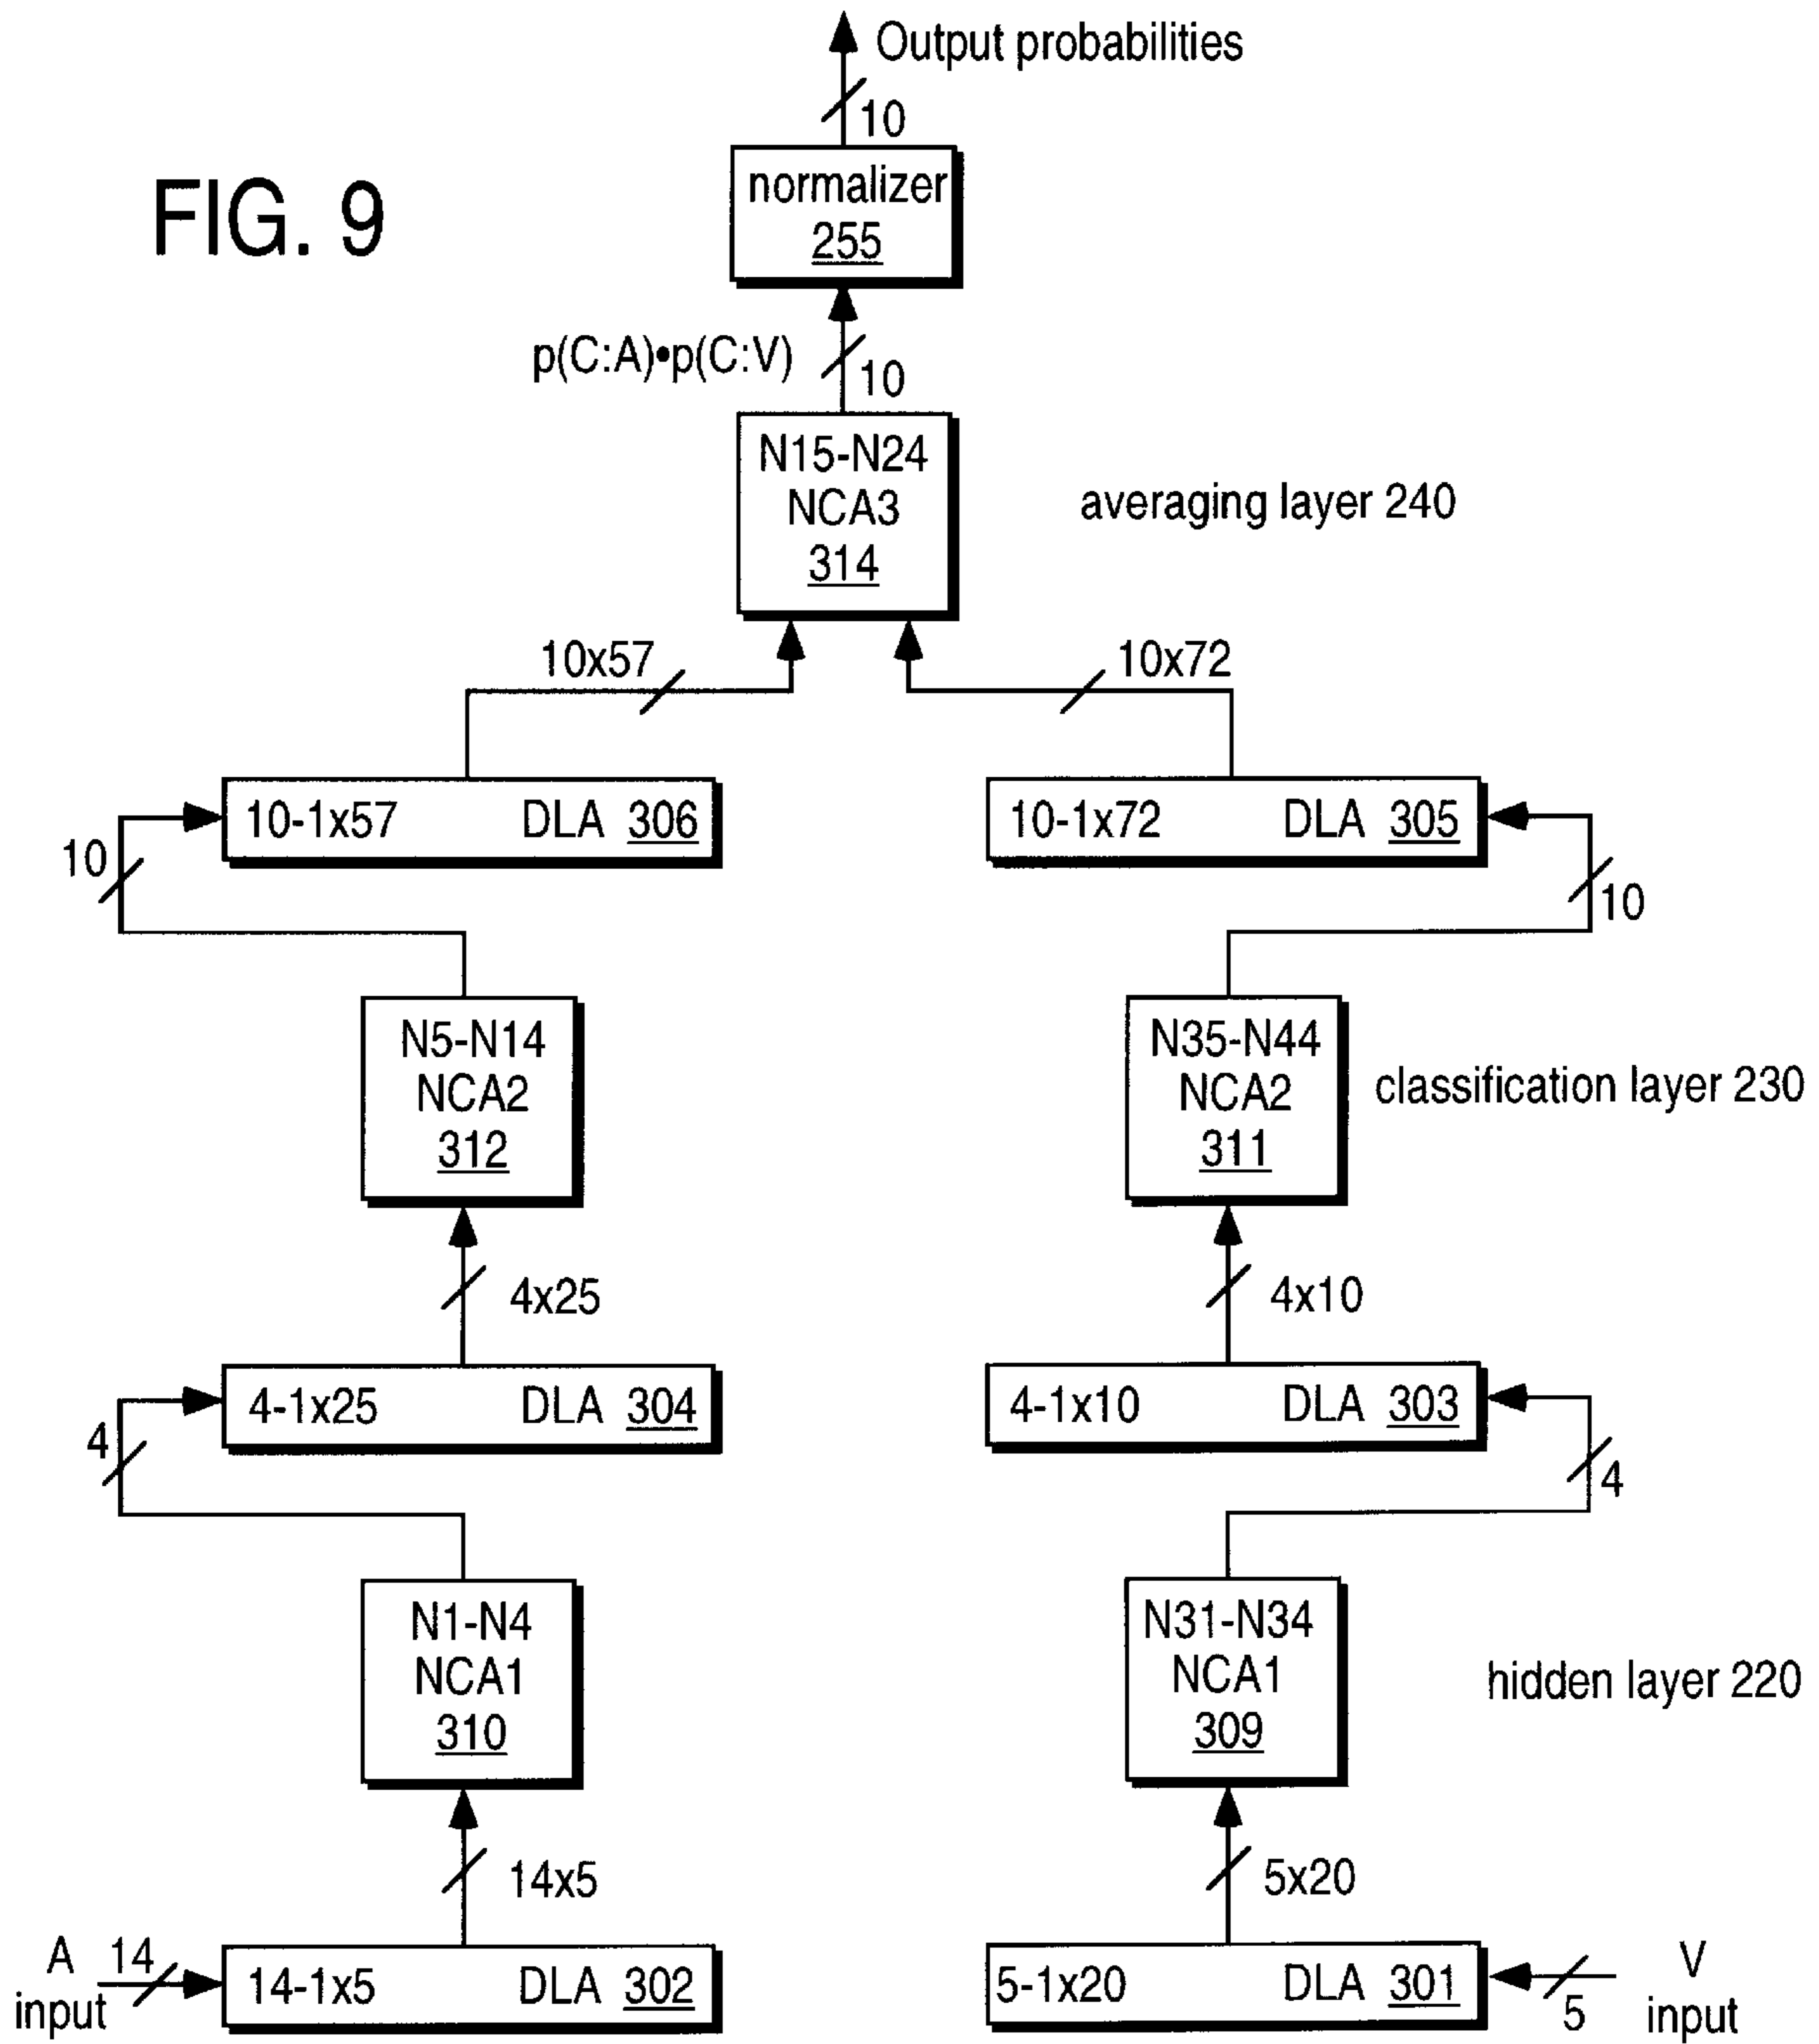 Output probabilities
10
FIG. 9
normalizer
255
p(C:A)•p(C:V)
10
N15-N24
NCA3
314
averaging layer 240
10x57
10x72
10-1x57 DLA 306
10-1x72 DLA 305
10
10
N5-N14
NCA2
312
N35-N44
NCA2
311
classification layer 230
4x25
4x10
4-1x25 DLA 304
4-1x10 DLA 303
4
4
N1-N4
NCA1
310
N31-N34
NCA1
309
hidden layer 220
14x5
5x20
A
input
14
14-1x5 DLA 302
5-1x20 DLA 301
5
V
input